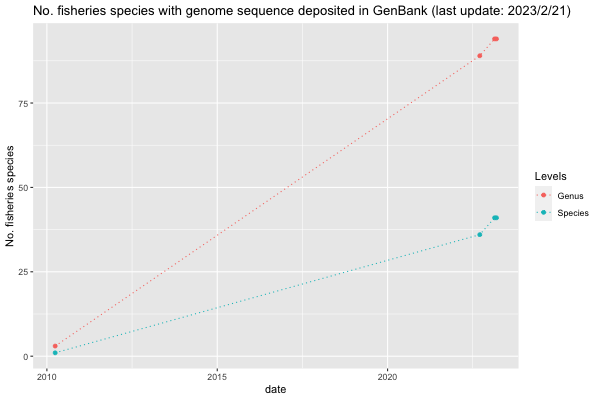 No. fisheries species with genome sequence deposited in GenBank (last update: 2023/2/21)
No. fisheries species
75
50
25
0
2010
2015
2020
date
Levels
Genus
Species